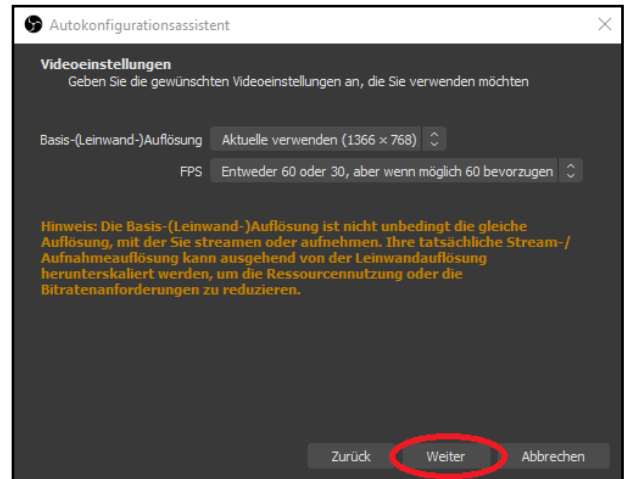 Autokonfigurationsassistent
Videoeinstellungen
Geben Sie die gewünschten Videoeinstellungen an, die Sie verwenden möchten
Basis-(Leinwand-)Auflösung Aktuelle verwenden (1366 × 768)
FPS Entweder 60 oder 30, aber wenn möglich 60 bevorzugen
Hinweis: Die Basis-(Leinwand-)Auflösung ist nicht unbedingt die gleiche
Auflösung, mit der Sie streamen oder aufnehmen. Ihre tatsächliche Stream-/
Aufnahmeauflösung kann ausgehend von der Leinwandauflösung
herunterskaliert werden, um die Ressourcennutzung oder die
Bitratenanforderungen zu reduzieren.
Zurück Weiter Abbrechen